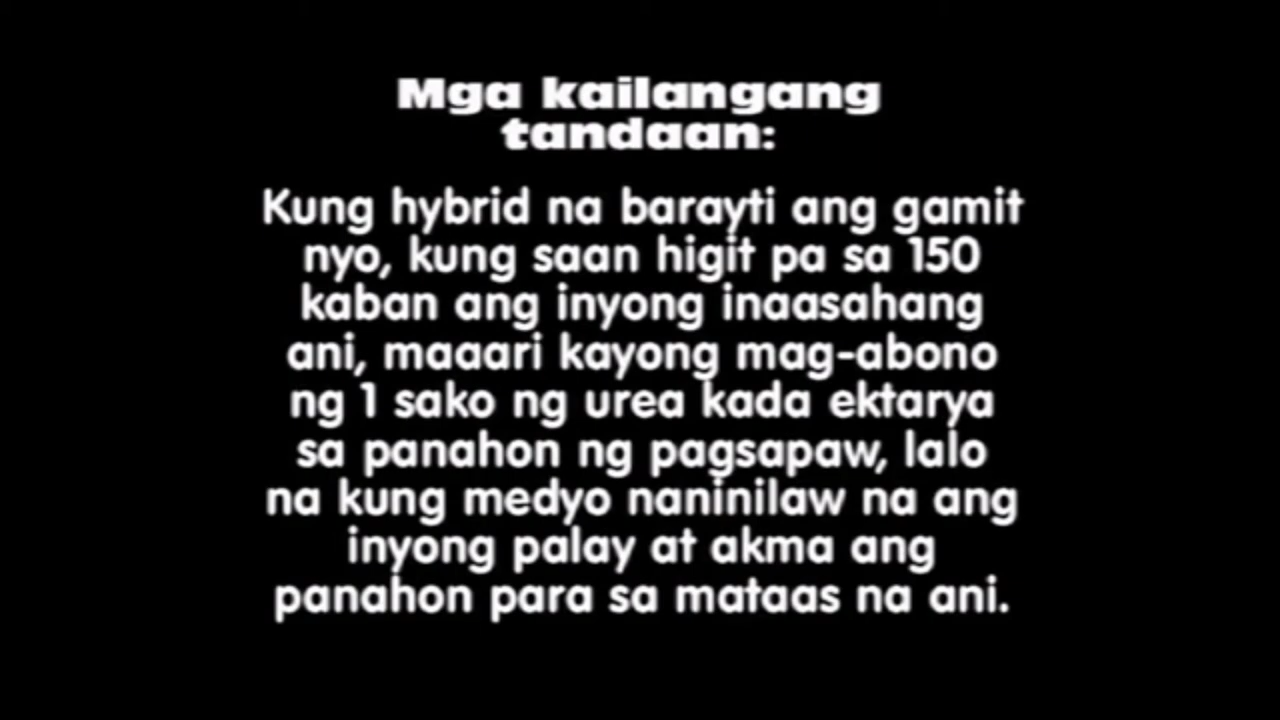 Mga kailangang
tandaan:
Kung hybrid na barayti ang gamit
nyo, kung saan higit pa sa 150
kaban ang inyong inaasahang
ani, maaari kayong mag-abono
ng 1 sako ng urea kada ektarya
sa panahon ng pagsapaw, lalo
na kung medyo naninilaw na ang
inyong palay at akma ang
panahon para sa mataas na ani.